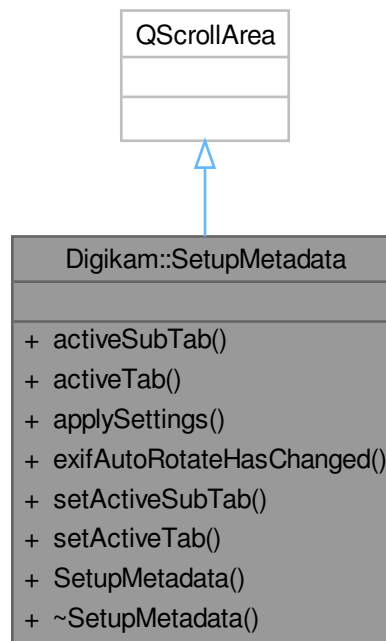 QScrollArea
Digikam::SetupMetadata
+ activeSubTab()
+ activeTab()
+ applySettings()
+ exifAutoRotateHasChanged()
+ setActiveSubTab()
+ setActiveTab()
+ SetupMetadata()
+ ~SetupMetadata()